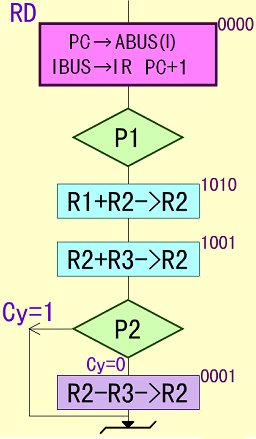 RD
0000
PC→ABUS(I)
IBUS→IR PC+1
P1
1010
R1+R2->R2
1001
R2+R3->R2
Cy=1
P2
Cy=0
0001
R2-R3->R2